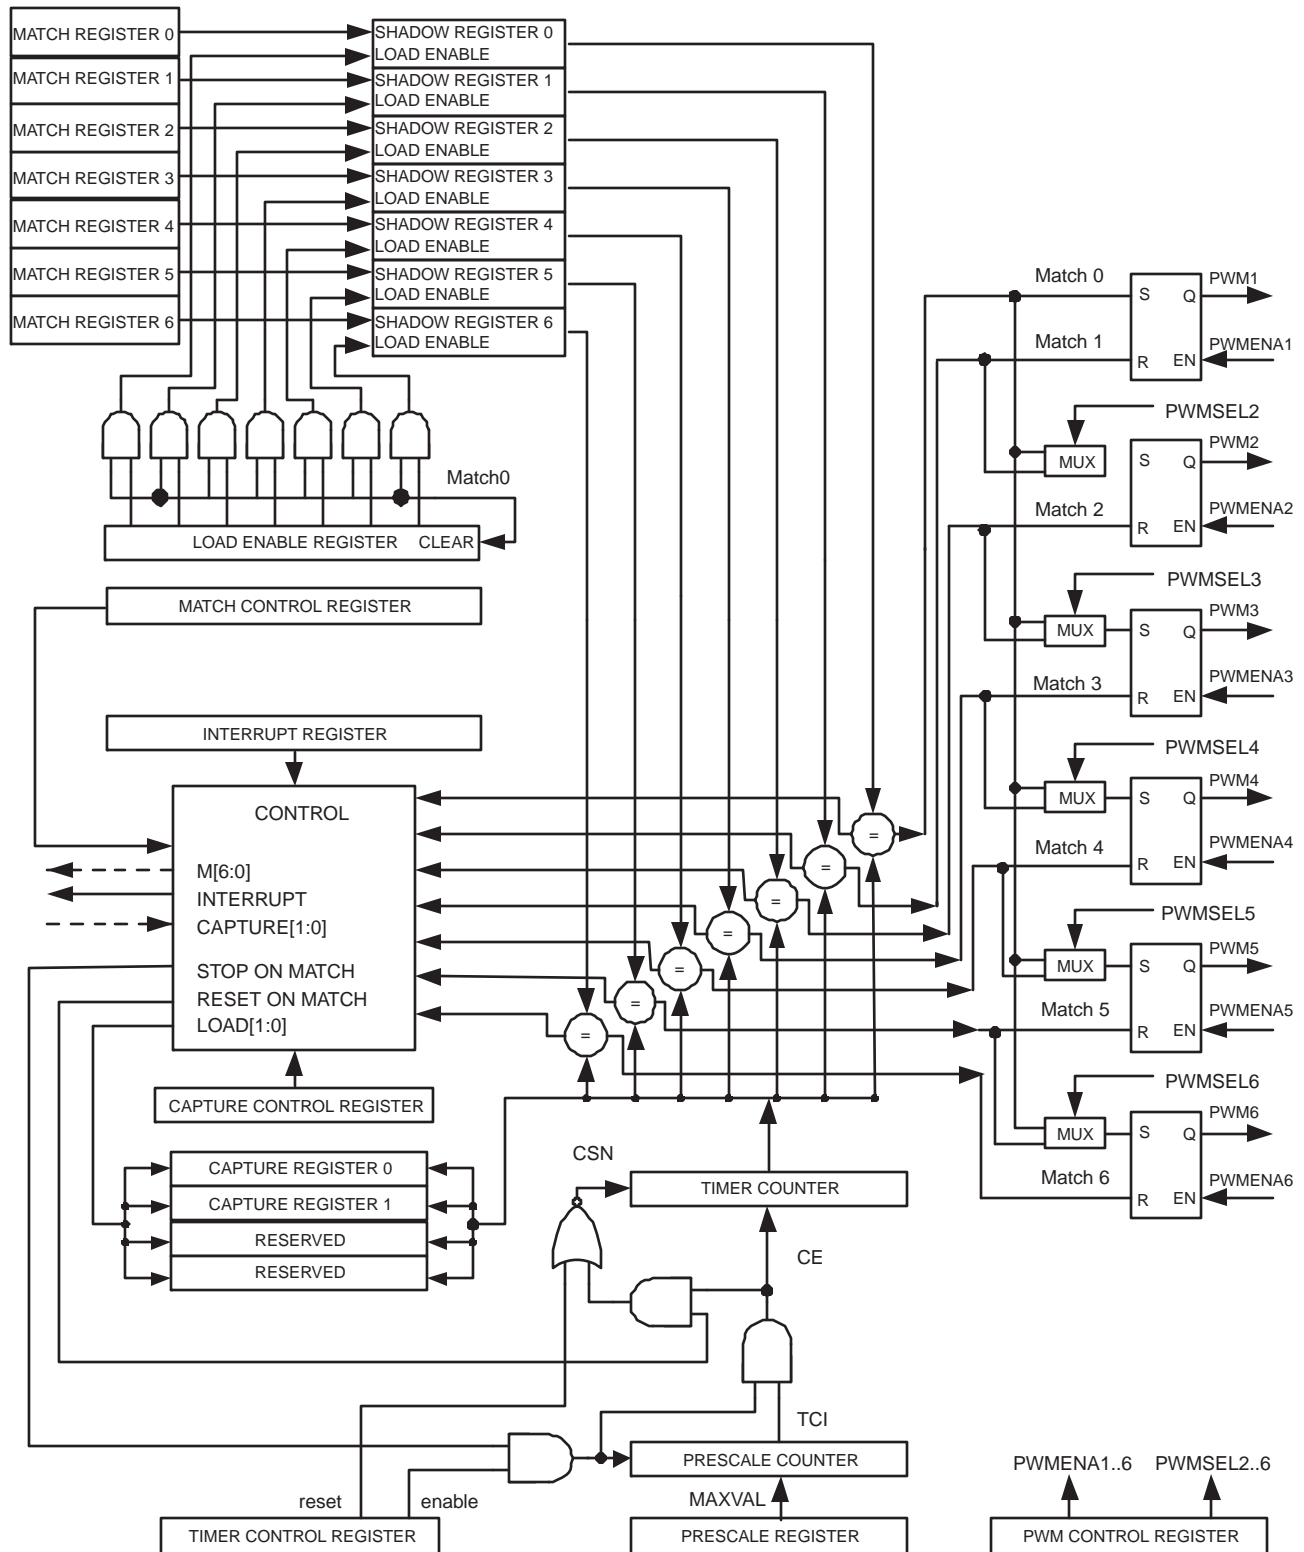 MATCH REGISTER 0
MATCH REGISTER 1
MATCH REGISTER 2
MATCH REGISTER 3
MATCH REGISTER 4
MATCH REGISTER 5
MATCH REGISTER 6
SHADOW REGISTER 0
LOAD ENABLE
SHADOW REGISTER 1
LOAD ENABLE
SHADOW REGISTER 2
LOAD ENABLE
SHADOW REGISTER 3
LOAD ENABLE
SHADOW REGISTER 4
LOAD ENABLE
SHADOW REGISTER 5
LOAD ENABLE
SHADOW REGISTER 6
LOAD ENABLE
Match0
LOAD ENABLE REGISTER CLEAR
MATCH CONTROL REGISTER
INTERRUPT REGISTER
CONTROL
M[6:0]
INTERRUPT
CAPTURE[1:0]
STOP ON MATCH
RESET ON MATCH
LOAD[1:0]
CAPTURE CONTROL REGISTER
CAPTURE REGISTER 0
CAPTURE REGISTER 1
RESERVED
RESERVED
=
=
=
=
=
=
=
Match 0
S Q PWM1
Match 1
R EN PWMENA1
PWMSEL2
MUX
S Q PWM2
Match 2
R EN PWMENA2
PWMSEL3
MUX
S Q PWM3
Match 3
R EN PWMENA3
PWMSEL4
MUX
S Q PWM4
Match 4
R EN PWMENA4
PWMSEL5
MUX
S Q PWM5
Match 5
R EN PWMENA5
PWMSEL6
MUX
S Q PWM6
Match 6
R EN PWMENA6
CSN
TIMER COUNTER
CE
TCI
PRESCALE COUNTER
MAXVAL
PRESCALE REGISTER
reset
enable
TIMER CONTROL REGISTER
PWMENA1..6 PWMSEL2..6
PWM CONTROL REGISTER